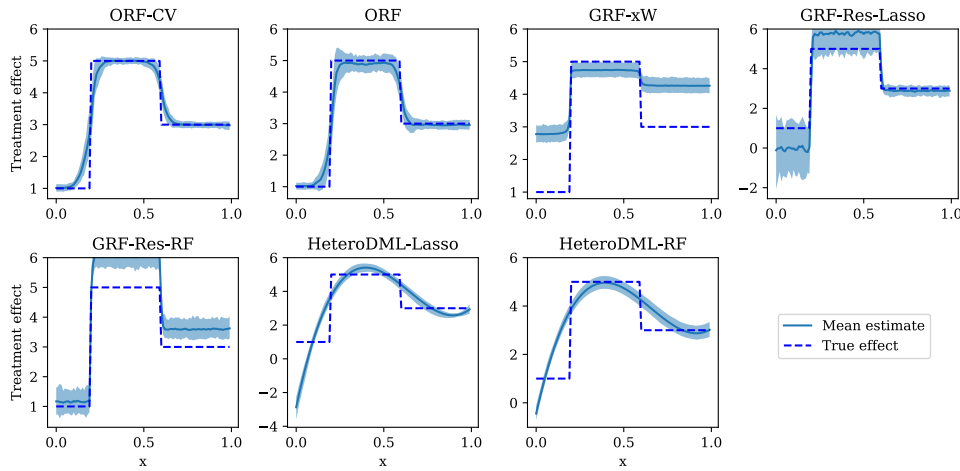 ORF-CV
ORF
GRF-xW
GRF-Res-Lasso
Treatment effect
6
5
4
3
2
1
0.0 0.5 1.0
6
5
4
3
2
1
0.0 0.5 1.0
6
5
4
3
2
1
0.0 0.5 1.0
6
4
2
0
−2
0.0 0.5 1.0
GRF-Res-RF
HeteroDML-Lasso
HeteroDML-RF
Treatment effect
6
5
4
3
2
1
0.0 0.5 1.0
x
6
4
2
0
−2
−4
0.0 0.5 1.0
x
6
4
2
0
0.0 0.5 1.0
x
Mean estimate
True effect